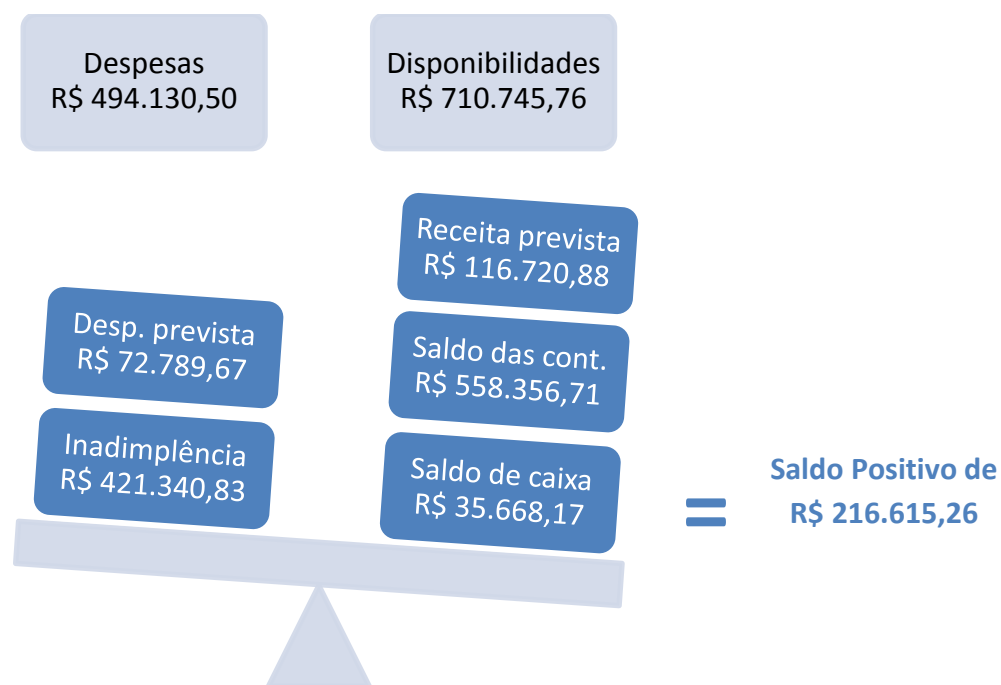 Despesas
R$ 494.130,50
Disponibilidades
R$ 710.745,76
Desp. prevista
R$ 72.789,67
Inadimplência
R$ 421.340,83
Receita prevista
R$ 116.720,88
Saldo das cont.
R$ 558.356,71
Saldo de caixa
R$ 35.668,17
=
Saldo Positivo de
R$ 216.615,26